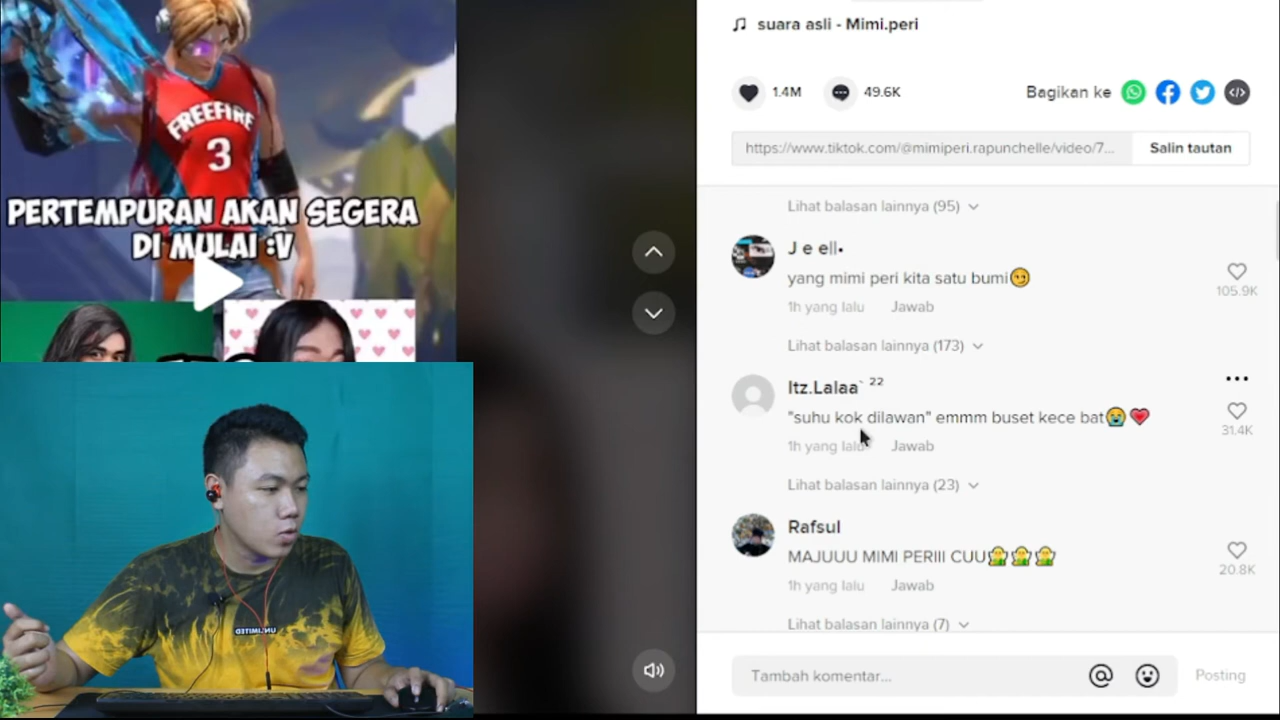 FREEFIRE
3
PERTEMPURAN AKAN SEGERA
DI MULAI :V
UNLIMITED
suara asli - Mimi.peri
1.4M
49.6K
Bagikan ke
https://www.tiktok.com/@mimiperi.rapunchelle/video/7...
Salin tautan
Lihat balasan lainnya (95)
J e ell•
yang mimi peri kita satu bumi😏
105.9K
1h yang lalu Jawab
Lihat balasan lainnya (173)
Itz.Lalaa` ²²
"suhu kok dilawan" emmm buset kece bat😭❤️
31.4K
1h yang lalu Jawab
Lihat balasan lainnya (23)
Rafsul
MAJUUU MIMI PERIII CUU🧝🧝🧝
20.8K
1h yang lalu Jawab
Lihat balasan lainnya (7)
Tambah komentar...
Posting